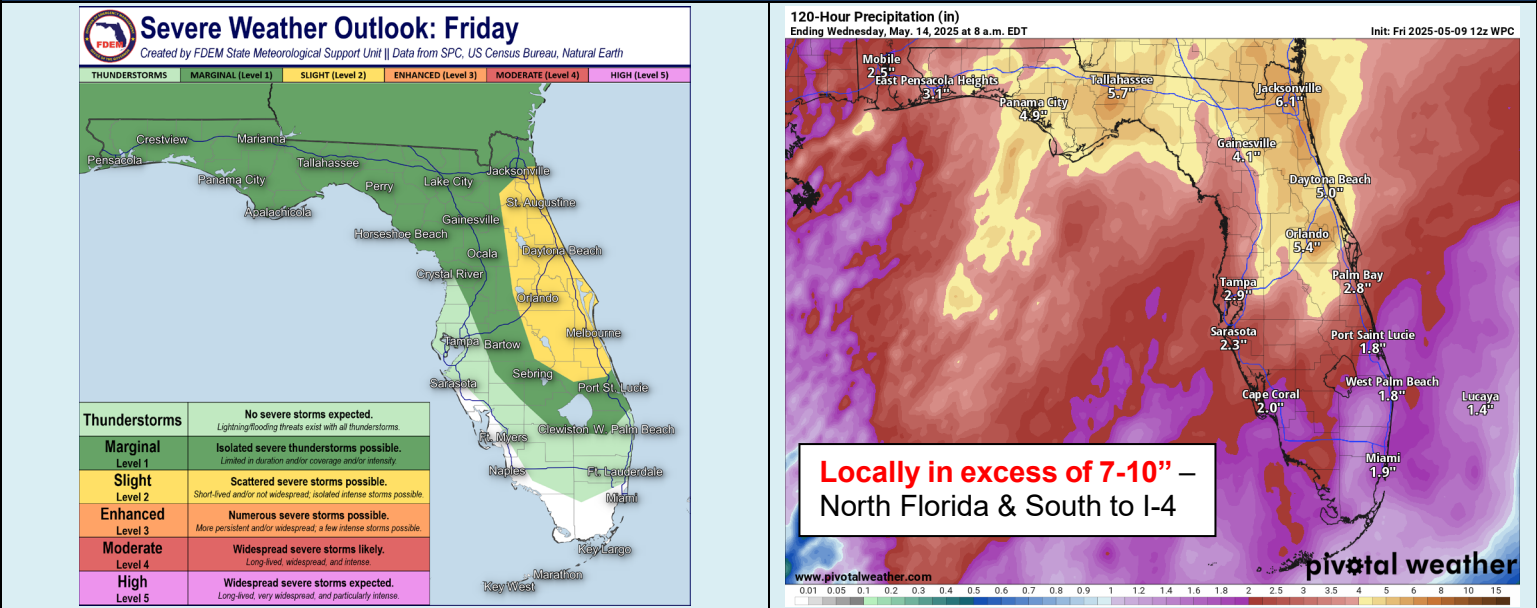 FDEM
Severe Weather Outlook: Friday
Created by FDEM State Meteorological Support Unit || Data from SPC, US Census Bureau, Natural Earth
THUNDERSTORMS MARGINAL (Level 1) SLIGHT (Level 2) ENHANCED (Level 3) MODERATE (Level 4) HIGH (Level 5)
Crestview
Marianna
Pensacola
Tallahassee
Jacksonville
Panama City
Perry
Lake City
Apalachicola
St. Augustine
Gainesville
Horseshoe Beach
Ocala
Daytona Beach
Crystal River
Orlando
Melbourne
Tampa
Bartow
Sebring
Sarasota
Port St. Lucie
Clewiston
W. Palm Beach
Ft. Myers
Naples
Ft. Lauderdale
Miami
Key Largo
Marathon
Key West
Thunderstorms
No severe storms expected.
Lightning/flooding threats exist with all thunderstorms.
Marginal
Level 1
Isolated severe thunderstorms possible.
Limited in duration and/or coverage and/or intensity.
Slight
Level 2
Scattered severe storms possible.
Short-lived and/or not widespread; isolated intense storms possible.
Enhanced
Level 3
Numerous severe storms possible.
More persistent and/or widespread; a few intense storms possible.
Moderate
Level 4
Widespread severe storms likely.
Long-lived, widespread, and intense.
High
Level 5
Widespread severe storms expected.
Long-lived, very widespread, and particularly intense.
120-Hour Precipitation (in)
Ending Wednesday, May. 14, 2025 at 8 a.m. EDT
Init: Fri 2025-05-09 12z WPC
Mobile
2.5"
East Pensacola Heights
3.1"
Tallahassee
5.7"
Jacksonville
6.1"
Panama City
4.9"
Gainesville
4.1"
Daytona Beach
5.0"
Orlando
5.4"
Tampa
2.9"
Palm Bay
2.8"
Sarasota
2.3"
Port Saint Lucie
1.8"
West Palm Beach
1.8"
Cape Coral
2.0"
Lucaya
1.4"
Miami
1.9"
Locally in excess of 7-10” –
North Florida & South to I-4
www.pivotalweather.com
pivotal weather
0.01 0.05 0.1 0.2 0.3 0.4 0.5 0.6 0.7 0.8 0.9 1 1.2 1.4 1.6 1.8 2 2.5 3 3.5 4 5 6 8 10 15